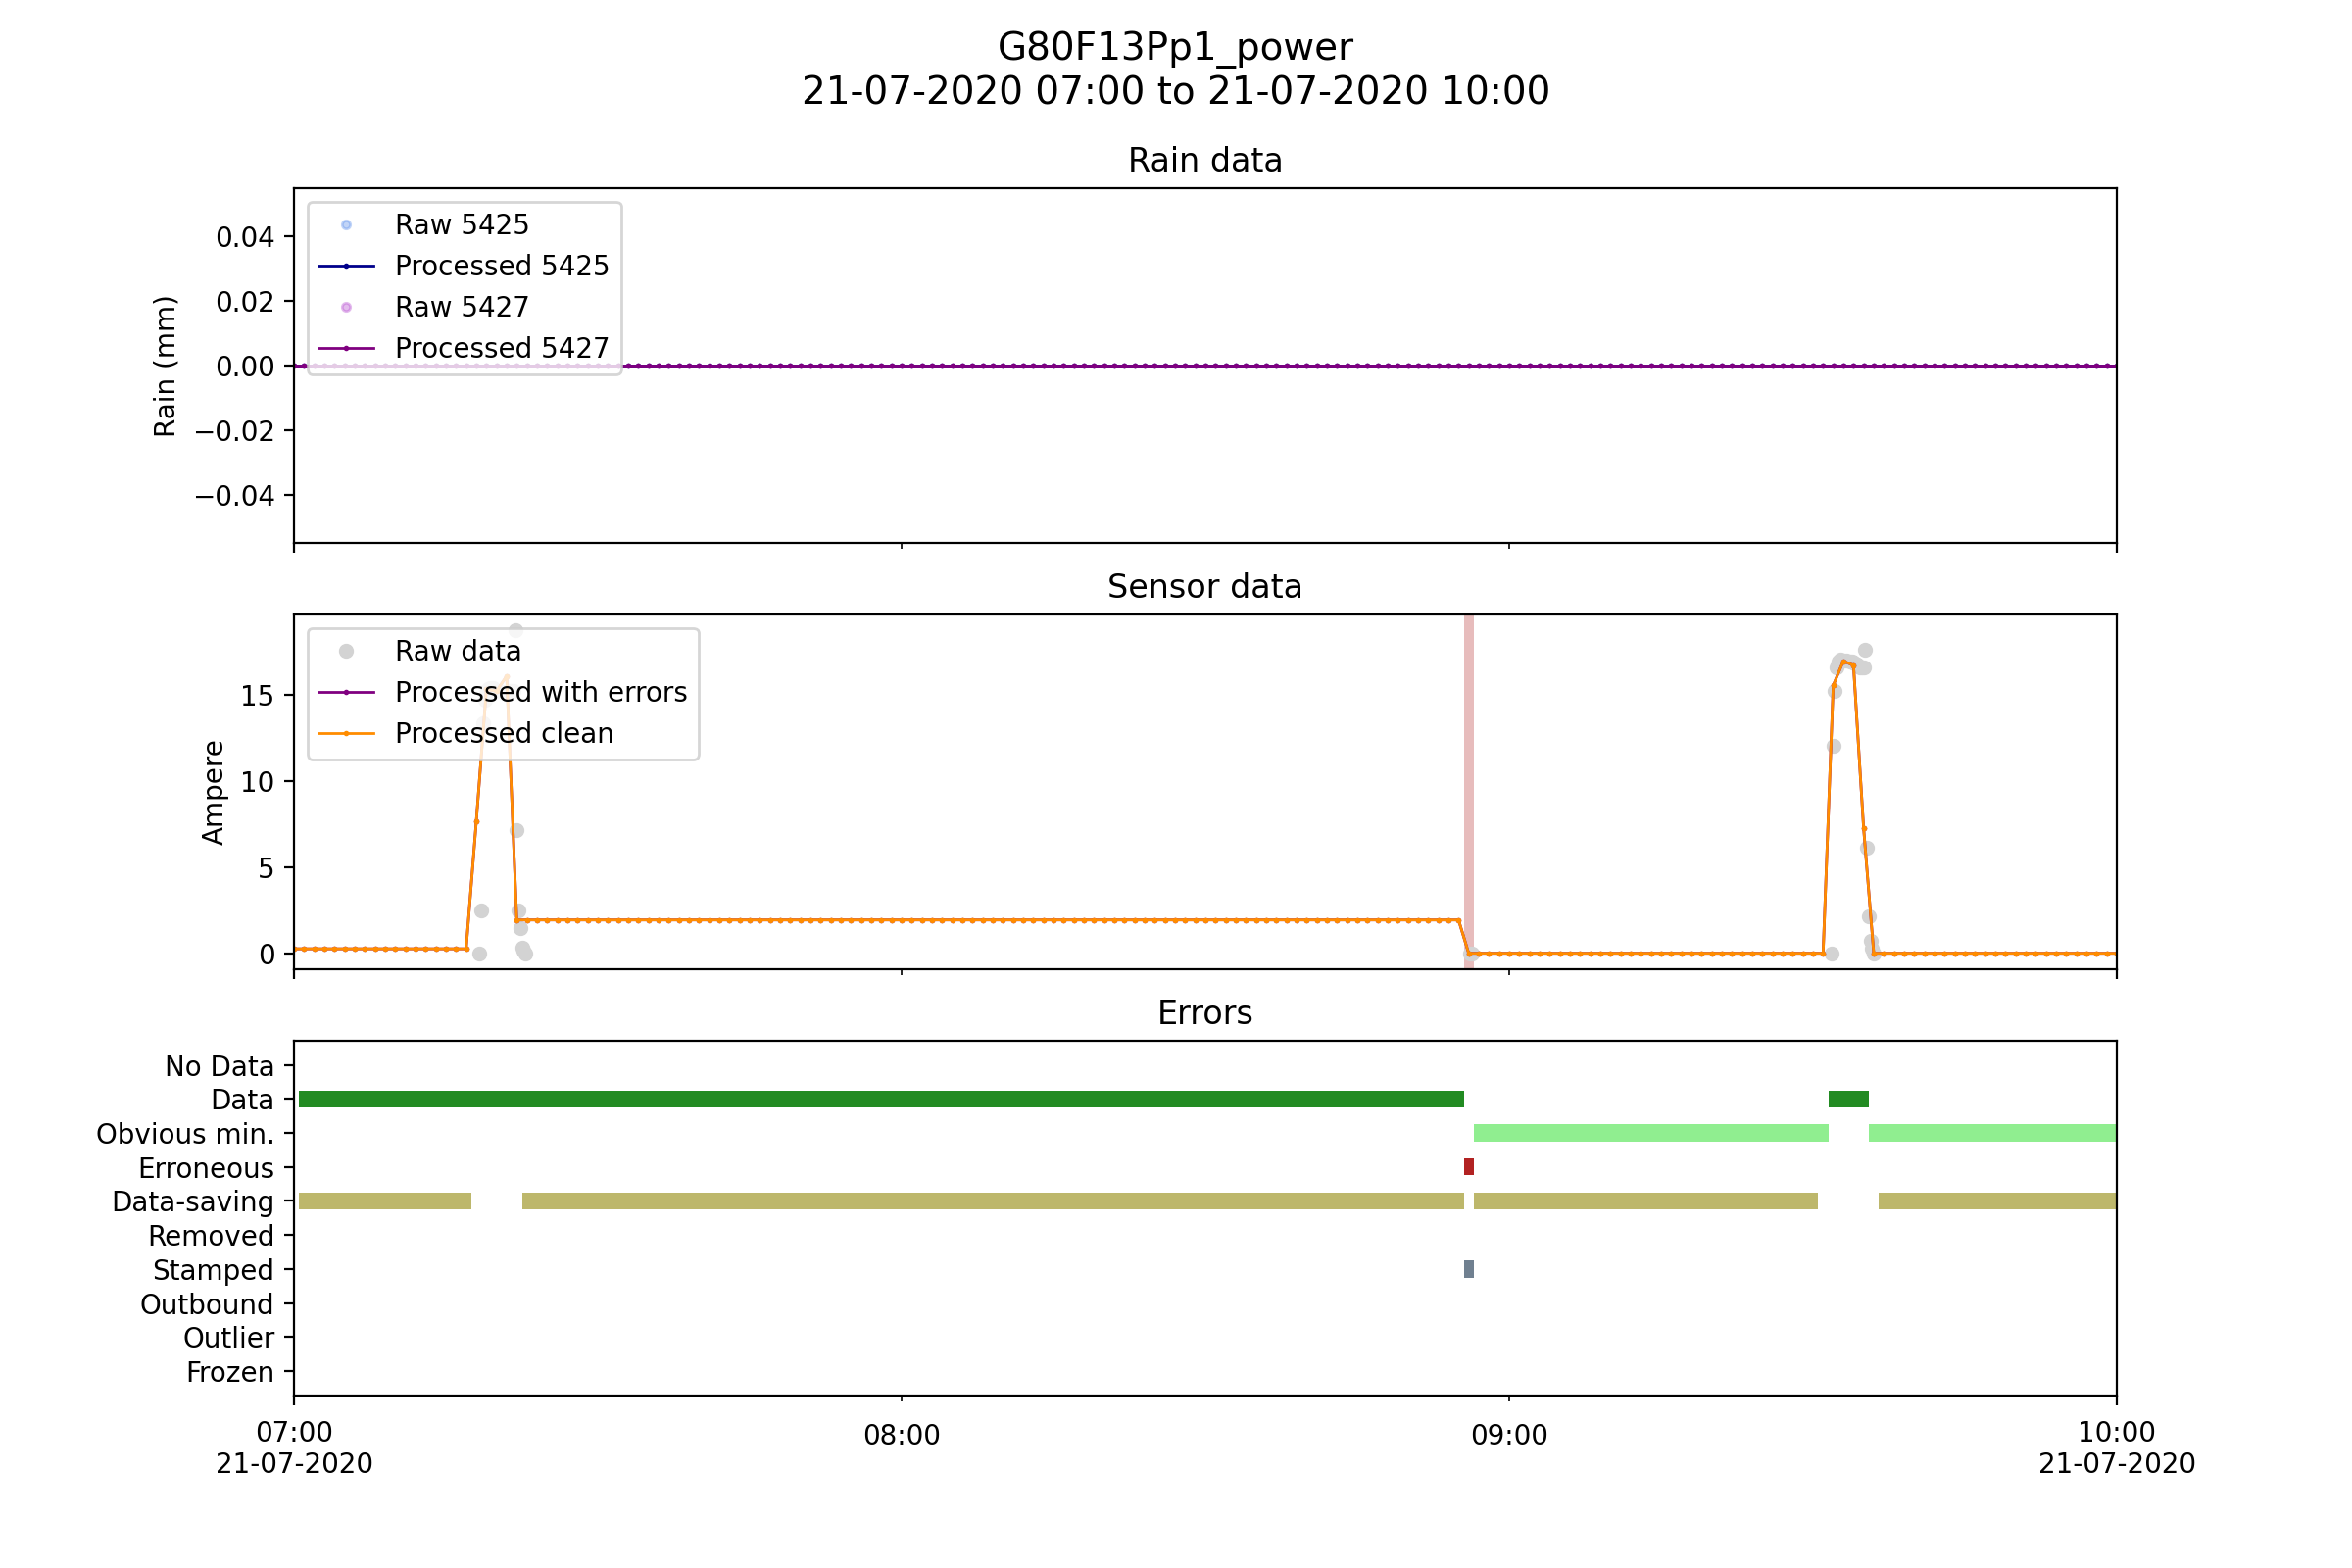 G80F13Pp1_power
21-07-2020 07:00 to 21-07-2020 10:00
Rain data
Raw 5425
Processed 5425
Raw 5427
Processed 5427
0.04
0.02
0.00
−0.02
−0.04
Rain (mm)
Sensor data
Raw data
Processed with errors
Processed clean
15
10
5
0
Ampere
Errors
No Data
Data
Obvious min.
Erroneous
Data-saving
Removed
Stamped
Outbound
Outlier
Frozen
07:00
21-07-2020
08:00
09:00
10:00
21-07-2020